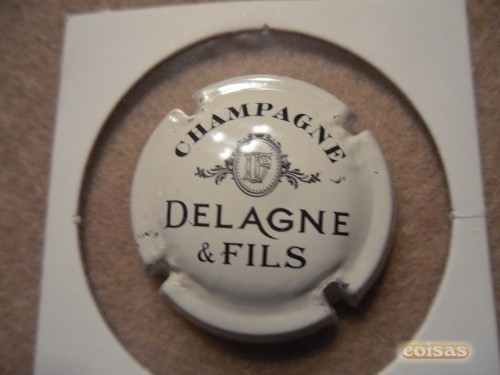 CHAMPAGNE
DF
DELAGNE
& FILS
coisas